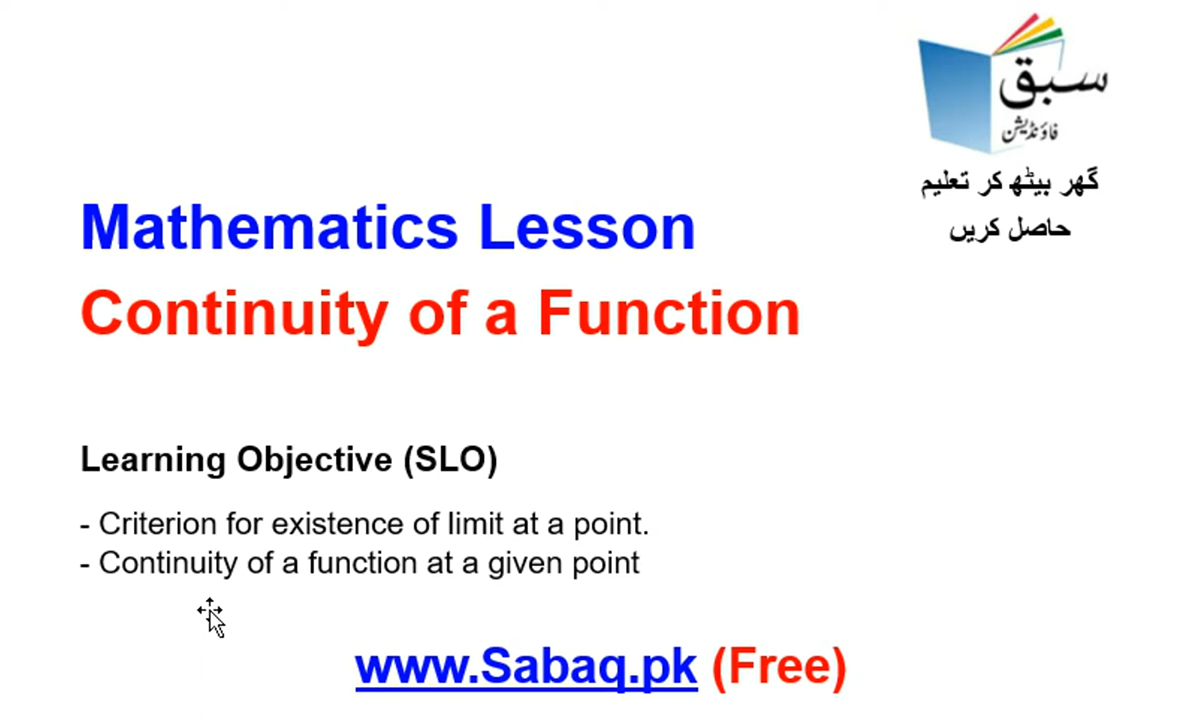 سبق
فاؤنڈیشن
گھر بیٹھ کر تعلیم
حاصل کریں
Mathematics Lesson
Continuity of a Function
Learning Objective (SLO)
- Criterion for existence of limit at a point.
- Continuity of a function at a given point
www.Sabaq.pk (Free)